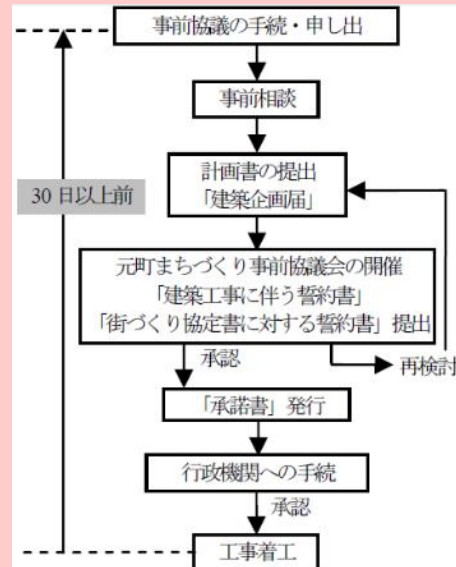 事前協議の手続・申し出
事前相談
計画書の提出
「建築企画届」
30日以上前
元町まちづくり事前協議会の開催
「建築工事に伴う誓約書」
「街づくり協定書に対する誓約書」提出
承認
再検討
「承諾書」発行
行政機関への手続
承認
工事着工